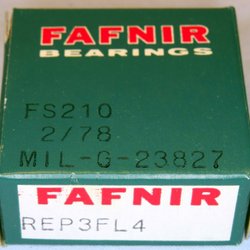 FAFNIR
BEARINGS
FS210
2/78
MIL-G-23827
FAFNIR
REP3FL4